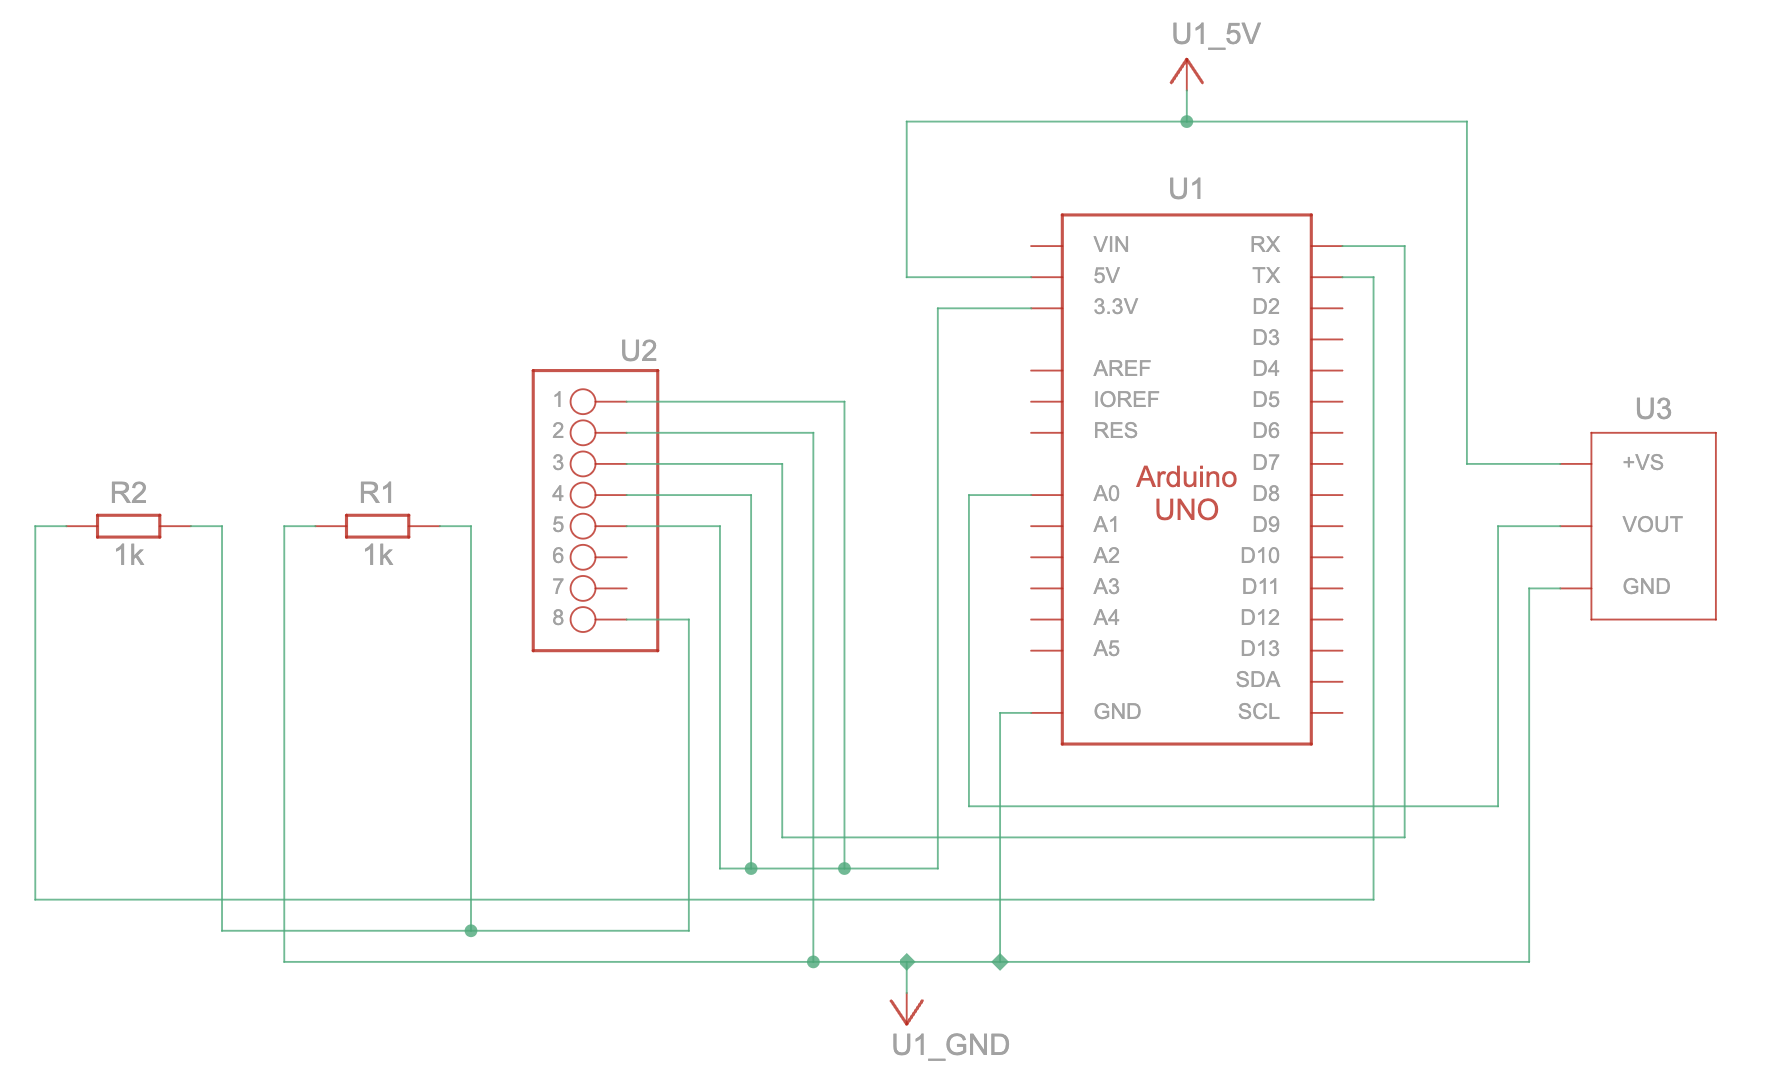 U1_5V
U1
VIN RX
5V TX
3.3V D2
D3
AREF D4
IOREF D5
RES D6
D7
Arduino
UNO
A0 D8
A1 D9
A2 D10
A3 D11
A4 D12
A5 D13
SDA
GND SCL
U2
1
2
3
4
5
6
7
8
R2
1k
R1
1k
U3
+VS
VOUT
GND
U1_GND